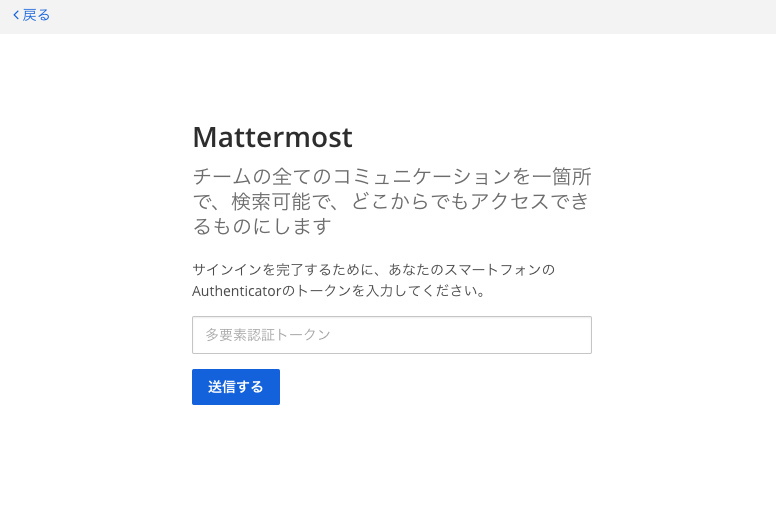 戻る
Mattermost
チームの全てのコミュニケーションを一箇所
で、検索可能で、どこからでもアクセスでき
るものにします
サインインを完了するために、あなたのスマートフォンの
Authenticatorのトークンを入力してください。
多要素認証トークン
送信する